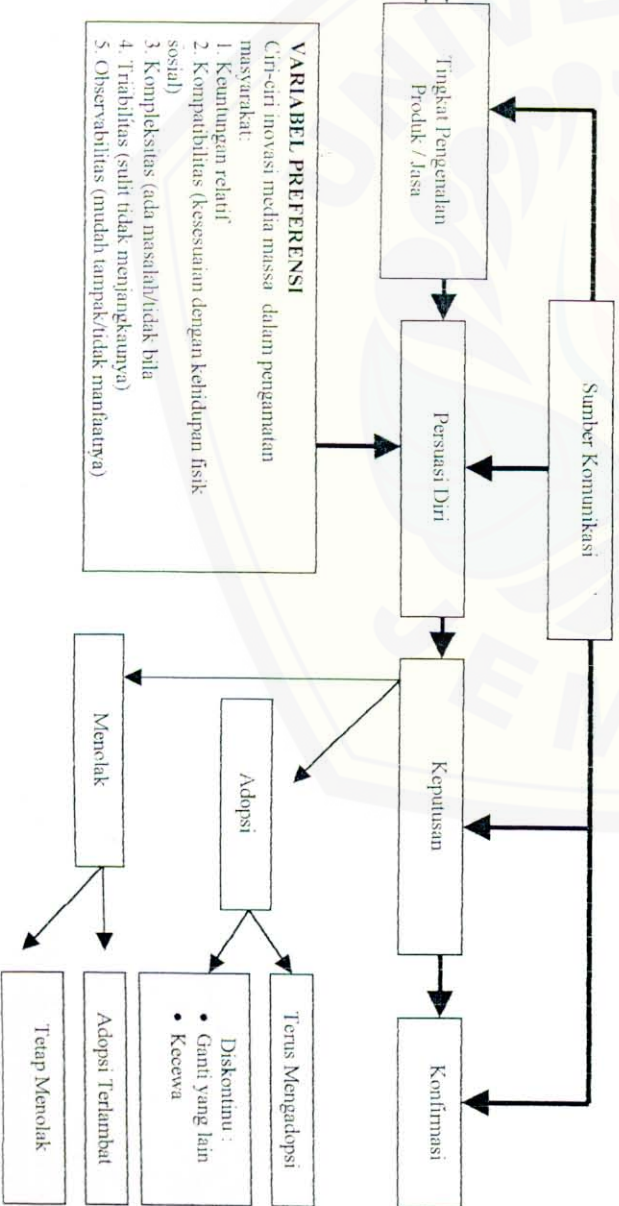 Sumber Komunikasi
Tingkat Pengenalan
Produk / Jasa
Persuasi Diri
Keputusan
Konfirmasi
VARIABEL PREFERENSI
Ciri-ciri inovasi media massa dalam pengamatan
masyarakat:
1. Keuntungan relatif
2. Kompatibilitas (kesesuaian dengan kehidupan fisik
sosial)
3. Kompleksitas (ada masalah/tidak bila
4. Triabilitas (sulit tidak menjangkaunya)
5. Observabilitas (mudah tampak/tidak manfaatnya)
Adopsi
Menolak
Terus Mengadopsi
Diskontinu :
• Ganti yang lain
• Kecewa
Adopsi Terlambat
Tetap Menolak